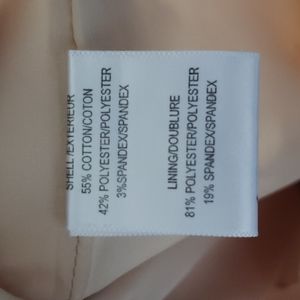 SHELL/EXTERIEUR
55% COTTON/COTON
42% POLYESTER/POLYESTER
3%SPANDEX/SPANDEX
LINING/DOUBLURE
81% POLYESTER/POLYESTER
19% SPANDEX/SPANDEX